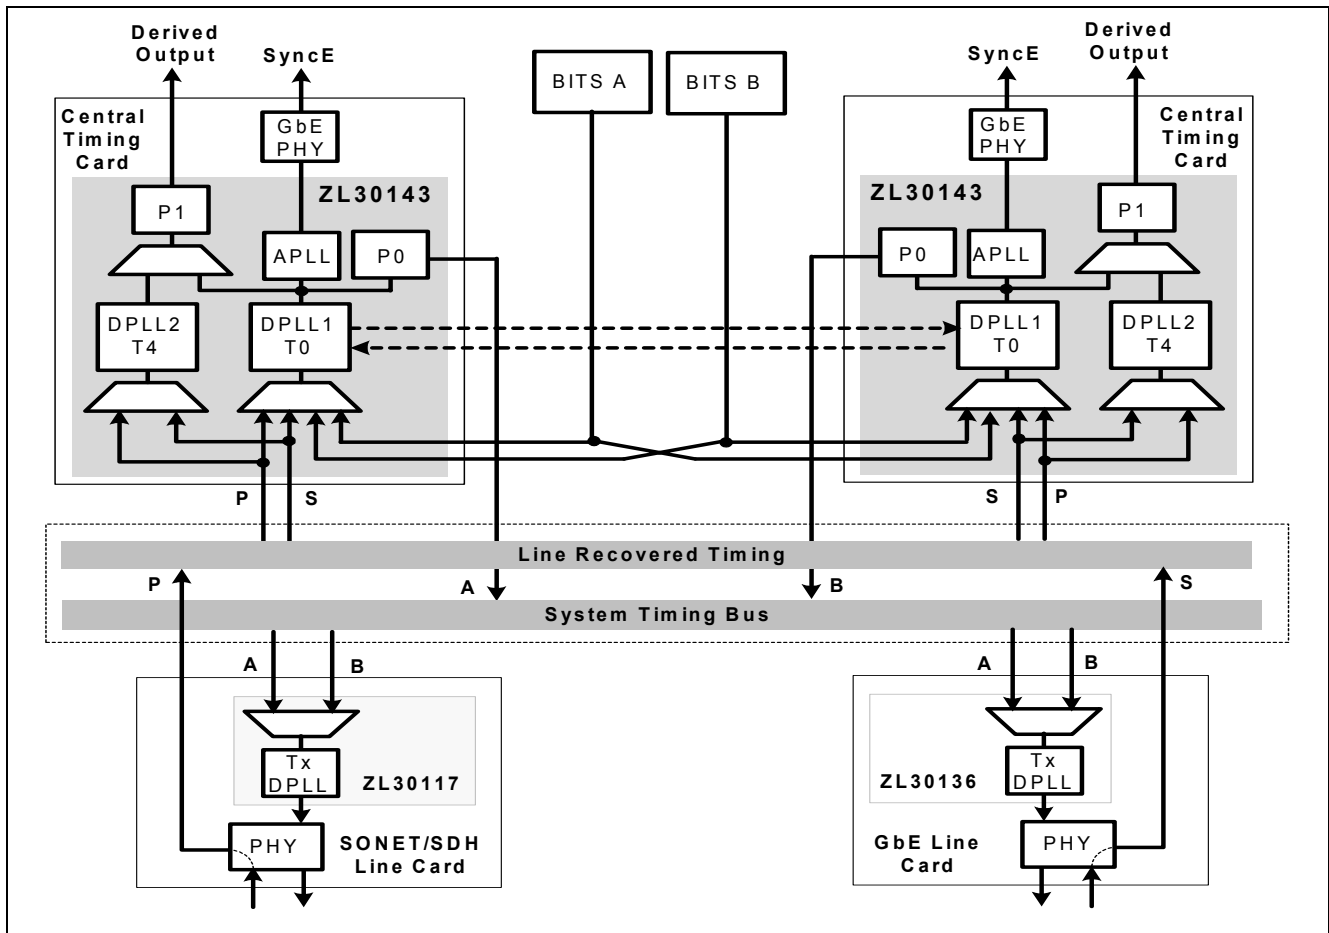 Derived
Output
SyncE
BITS A
BITS B
SyncE
Derived
Output
Central
Timing
Card
GbE
PHY
GbE
PHY
Central
Timing
Card
ZL30143
ZL30143
P1
P1
APLL
P0
P0
APLL
DPLL2
T4
DPLL1
T0
DPLL1
T0
DPLL2
T4
P
S
S
P
Line Recovered Timing
P
A
B
S
System Timing Bus
A
B
A
B
Tx
DPLL
ZL30117
Tx
DPLL
ZL30136
PHY
SONET/SDH
Line Card
GbE Line
Card
PHY